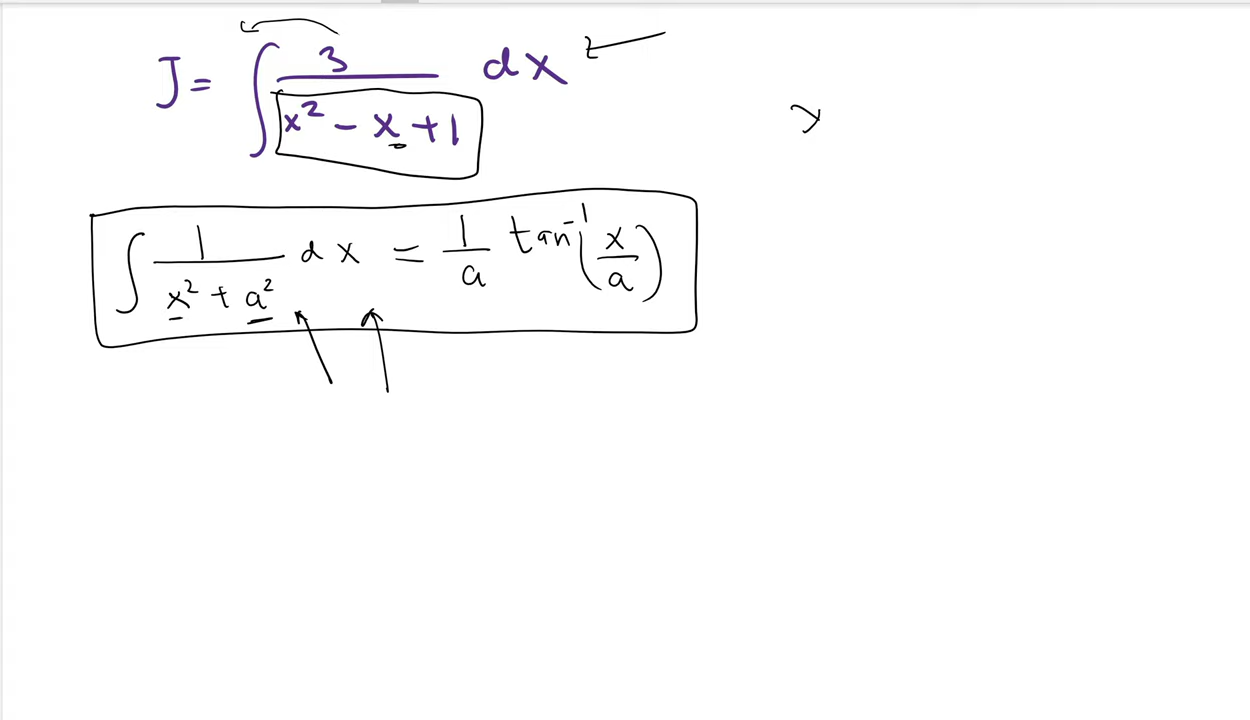 J = ∫ 3/(x² − x + 1) dx
x
∫ 1/(x² + a²) dx = 1/a tan⁻¹(x/a)